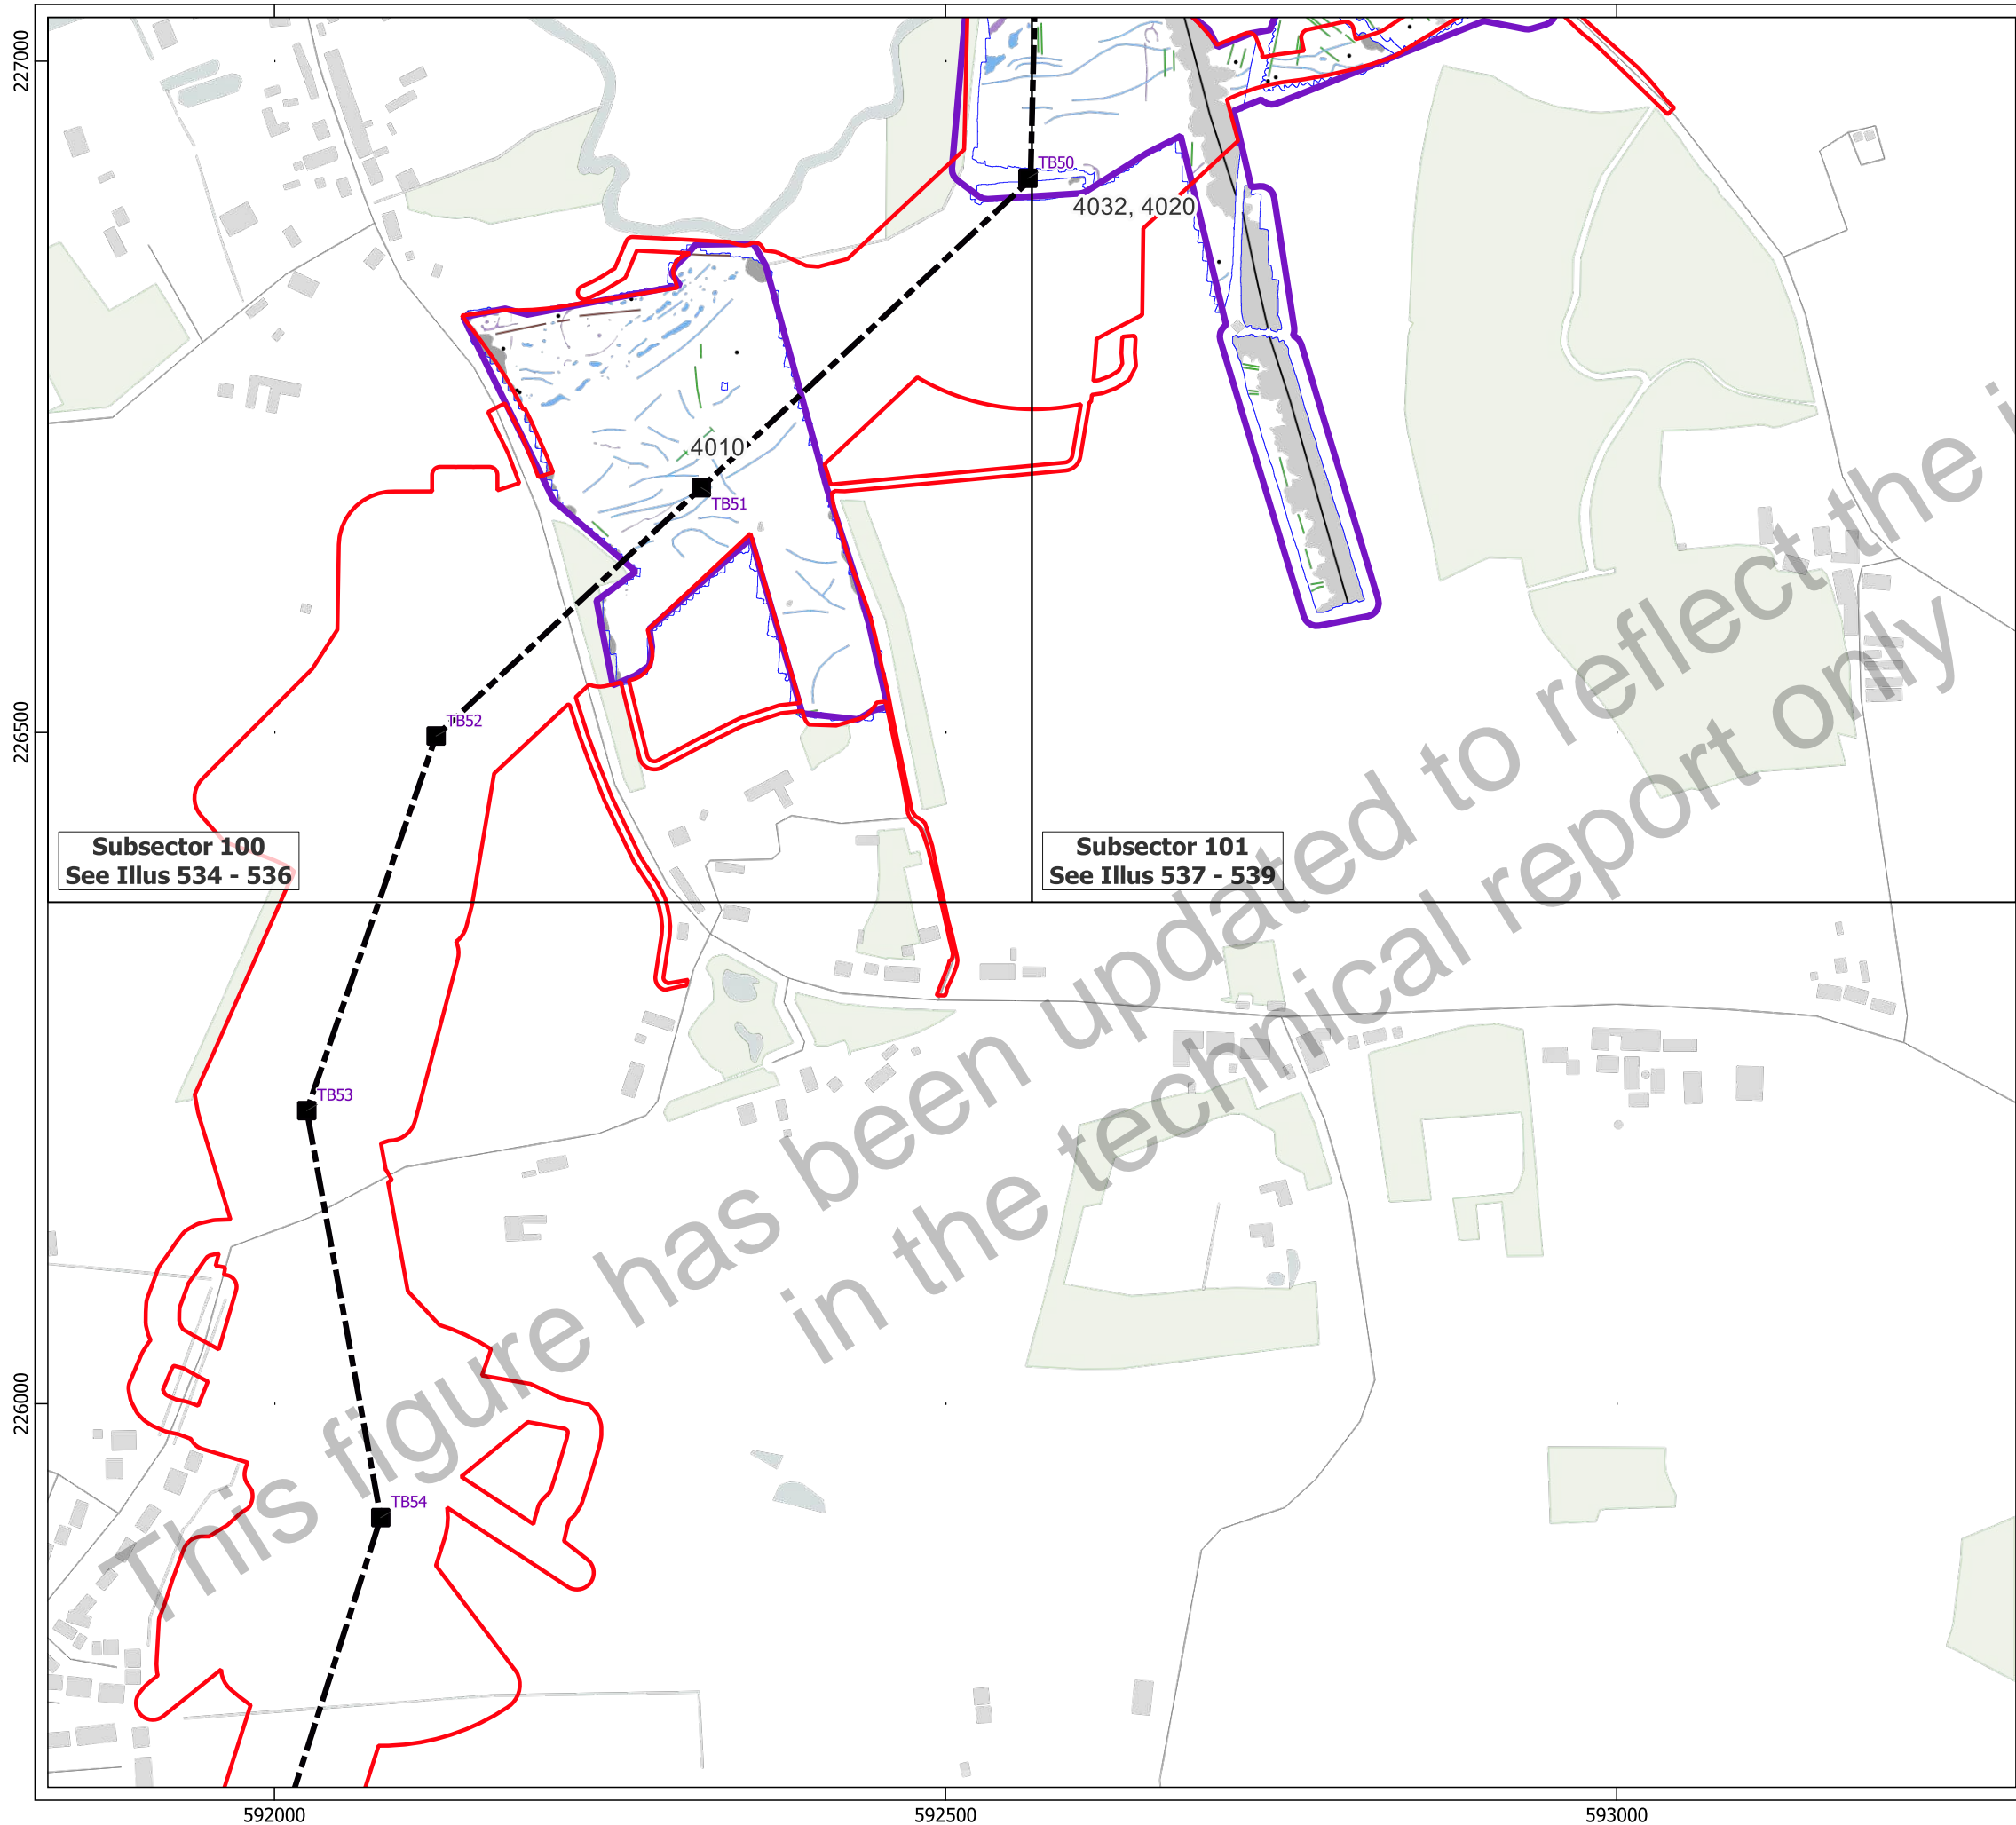 227000
TB50
4032, 4020
4010
TB51
226500
TB52
Subsector 100
See Illus 534 - 536
Subsector 101
See Illus 537 - 539
TB53
226000
TB54
592000
592500
593000
This figure has been updated to reflect the i
in the technical report only